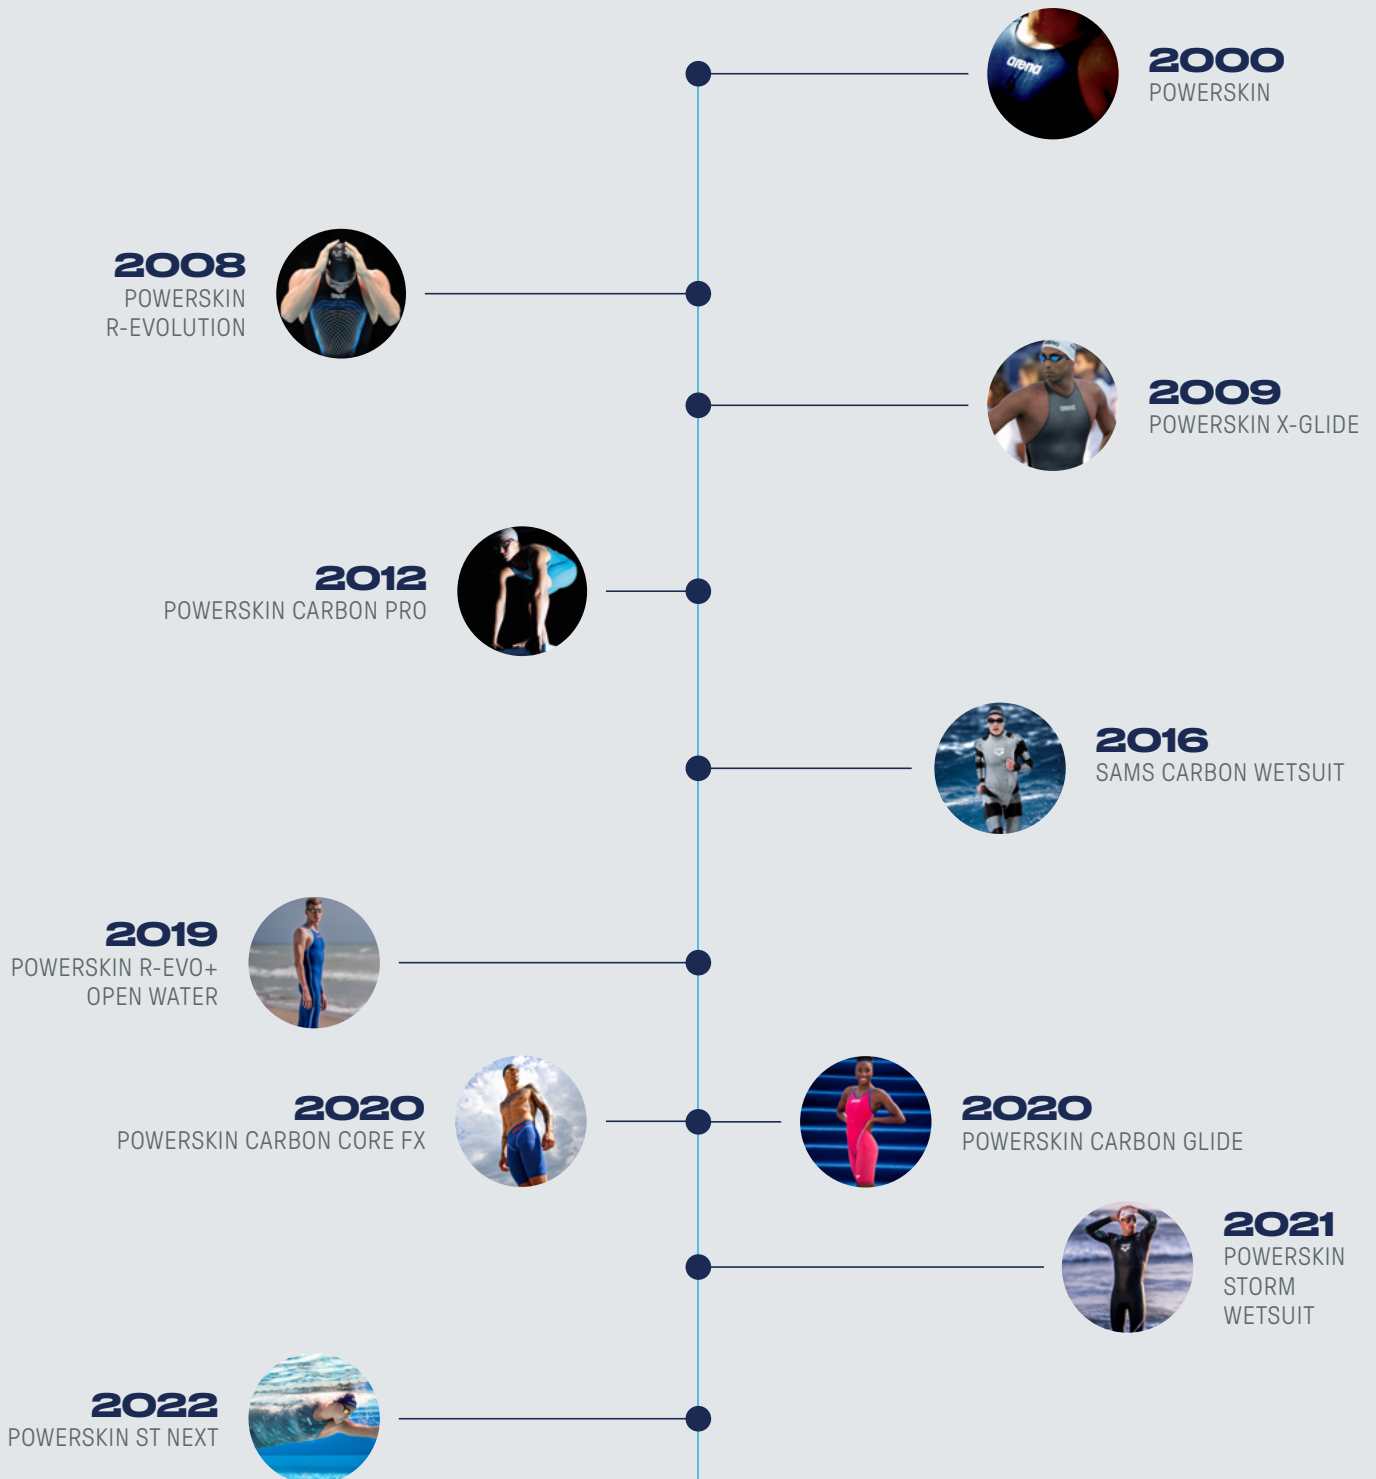 arena
2000
POWERSKIN
2008
POWERSKIN
R-EVOLUTION
2009
POWERSKIN X-GLIDE
2012
POWERSKIN CARBON PRO
2016
SAMS CARBON WETSUIT
2019
POWERSKIN R-EVO+
OPEN WATER
2020
POWERSKIN CARBON CORE FX
2020
POWERSKIN CARBON GLIDE
2021
POWERSKIN
STORM
WETSUIT
2022
POWERSKIN ST NEXT